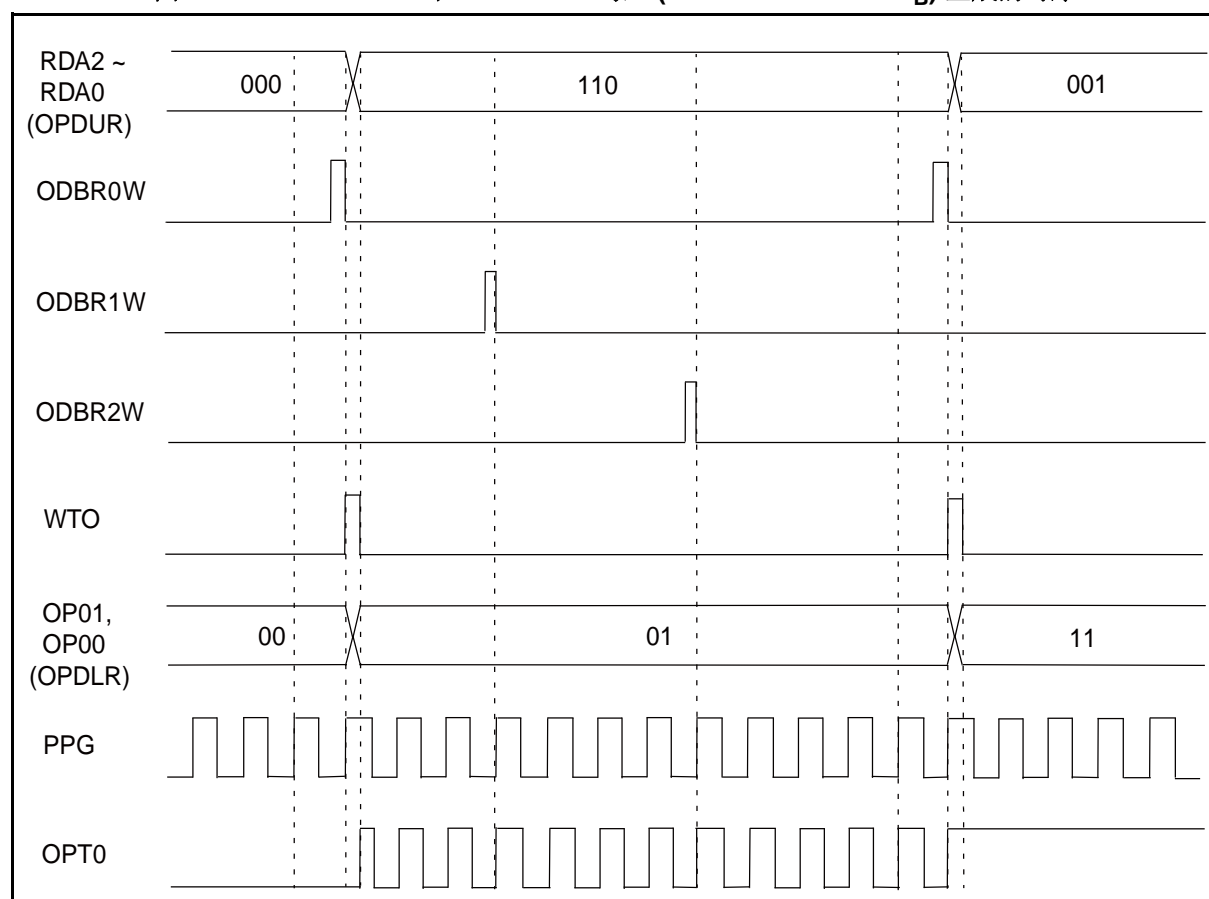 RDA2 ~
RDA0
(OPDUR)
000
110
001
ODBR0W
ODBR1W
ODBR2W
WTO
OP01,
OP00
(OPDLR)
00
01
11
PPG
OPT0